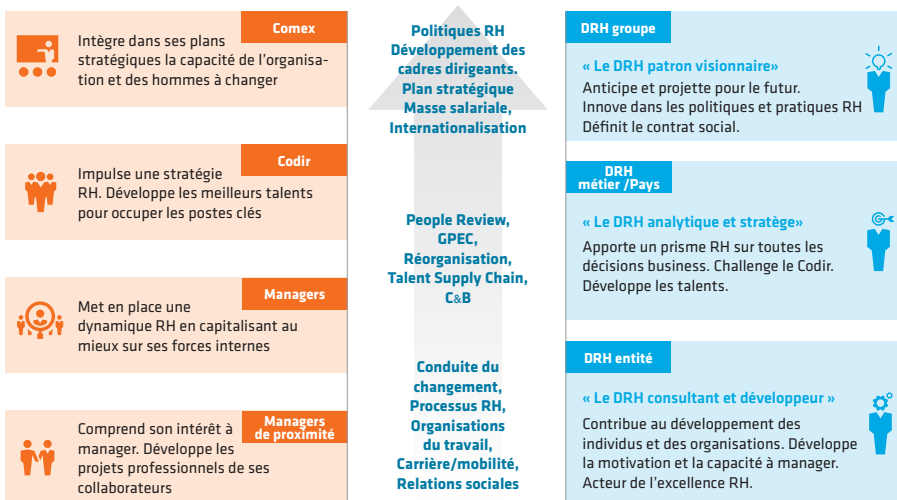 Comex
Intègre dans ses plans
stratégiques la capacité de l'organisa-
tion et des hommes à changer
Codir
Impulse une stratégie
RH. Développe les meilleurs talents
pour occuper les postes clés
Managers
Met en place une
dynamique RH en capitalisant au
mieux sur ses forces internes
Managers
de proximité
Comprend son intérêt à
manager. Développe les
projets professionnels de ses
collaborateurs
Politiques RH
Développement des
cadres dirigeants.
Plan stratégique
Masse salariale,
Internationalisation
People Review,
GPEC,
Réorganisation,
Talent Supply Chain,
C&B
Conduite du
changement,
Processus RH,
Organisations
du travail,
Carrière/mobilité,
Relations sociales
DRH groupe
« Le DRH patron visionnaire»
Anticipe et projette pour le futur.
Innove dans les politiques et pratiques RH
Définit le contrat social.
DRH
métier /Pays
« Le DRH analytique et stratège»
Apporte un prisme RH sur toutes les
décisions business. Challenge le Codir.
Développe les talents.
DRH entité
« Le DRH consultant et développeur »
Contribue au développement des
individus et des organisations. Développe
la motivation et la capacité à manager.
Acteur de l'excellence RH.